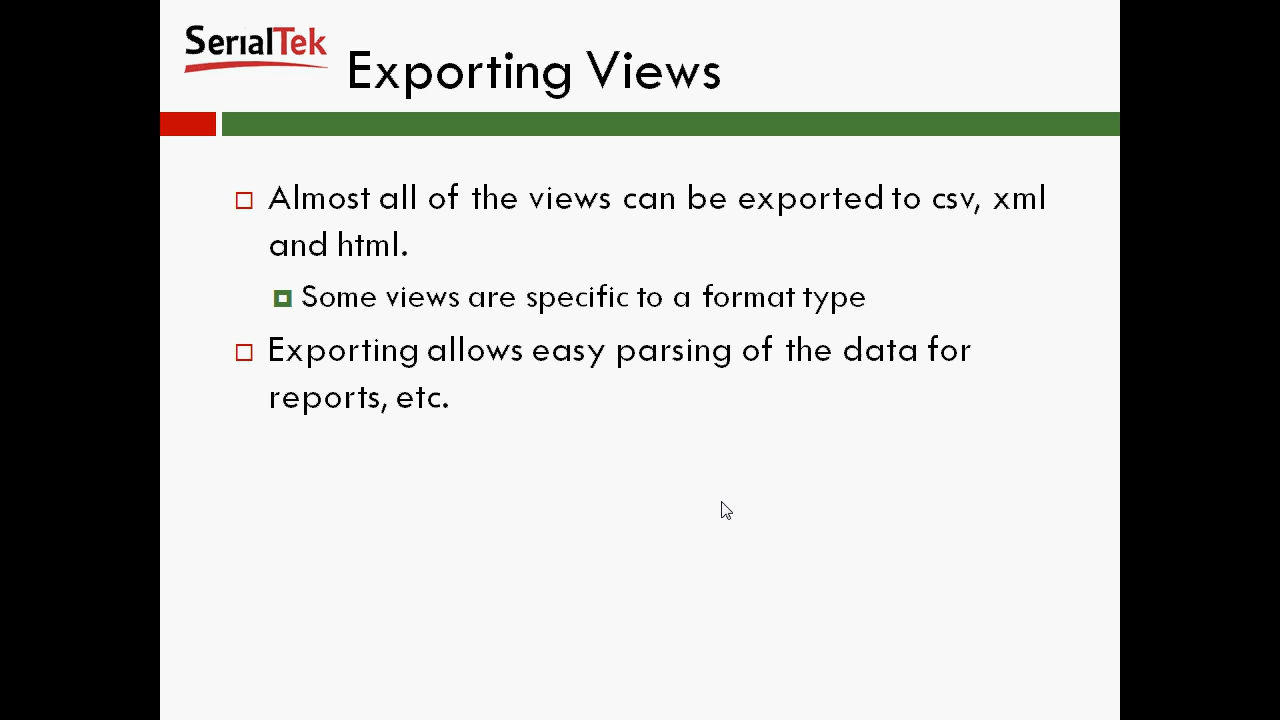 SerialTek
Exporting Views
Almost all of the views can be exported to csv, xml
and html.
Some views are specific to a format type
Exporting allows easy parsing of the data for
reports, etc.